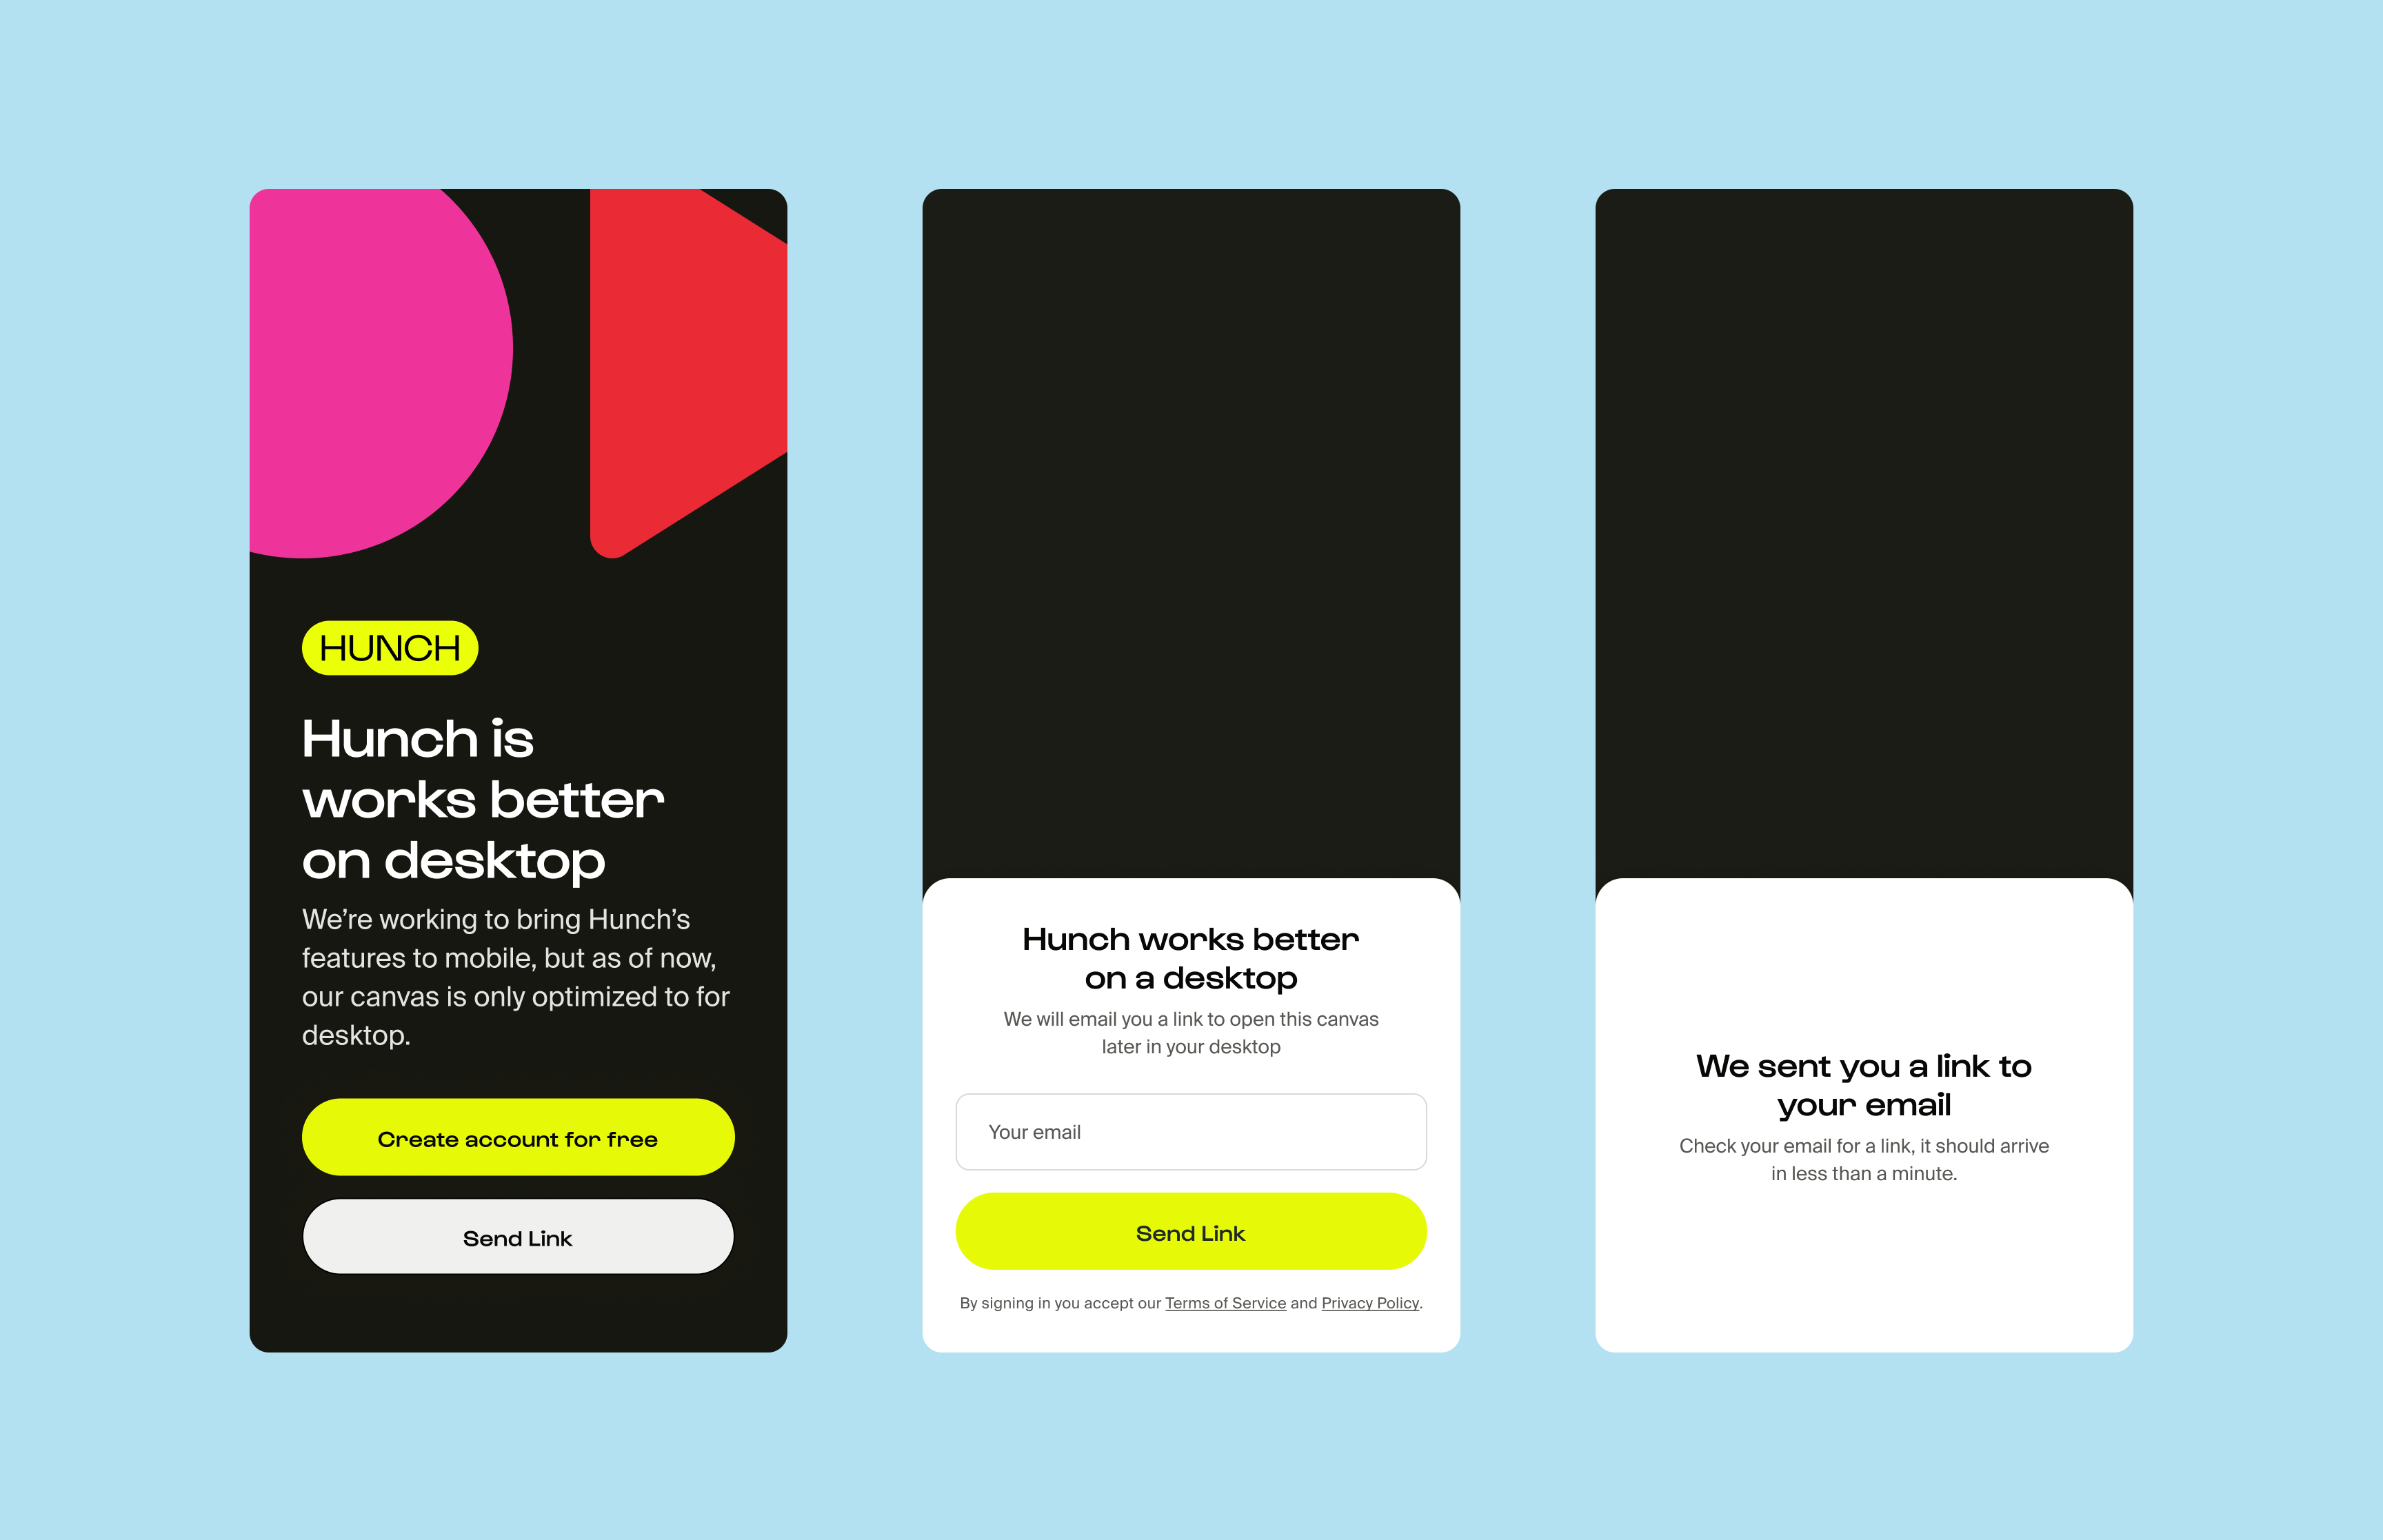 HUNCH
Hunch is
works better
on desktop
We’re working to bring Hunch’s
features to mobile, but as of now,
our canvas is only optimized to for
desktop.
Create account for free
Send Link
Hunch works better
on a desktop
We will email you a link to open this canvas
later in your desktop
Your email
Send Link
By signing in you accept our Terms of Service and Privacy Policy.
We sent you a link to
your email
Check your email for a link, it should arrive
in less than a minute.